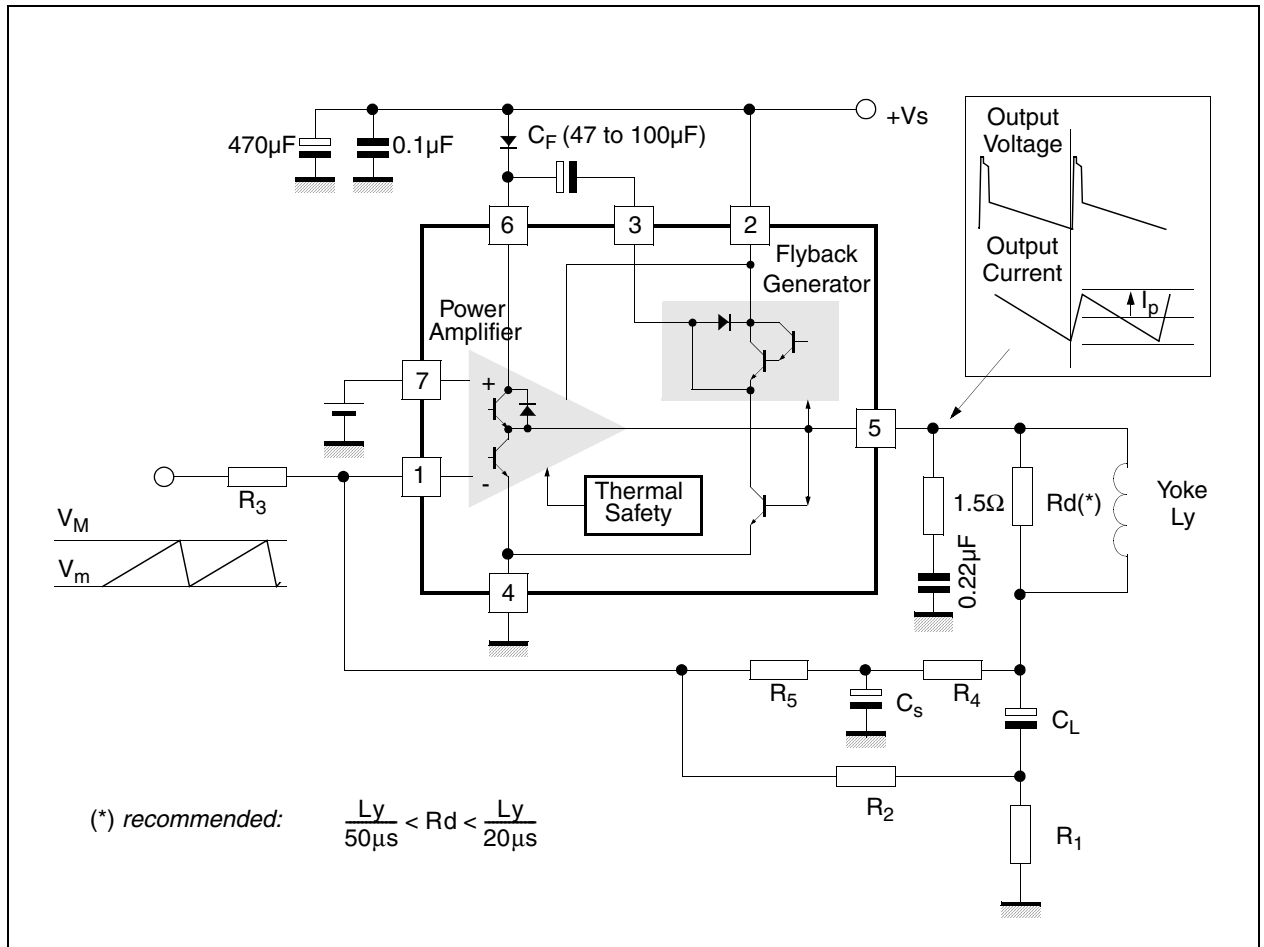 +Vs
470µF
0.1µF
C_F (47 to 100µF)
Output
Voltage
Output
Current
I_p
6
3
2
Flyback
Generator
Power
Amplifier
7
+
5
1
-
R_3
V_M
V_m
Thermal
Safety
4
1.5Ω
0.22µF
Rd(*)
Yoke
Ly
R_5
C_s
R_4
C_L
R_2
R_1
(*) recommended:
Ly/50µs < Rd < Ly/20µs